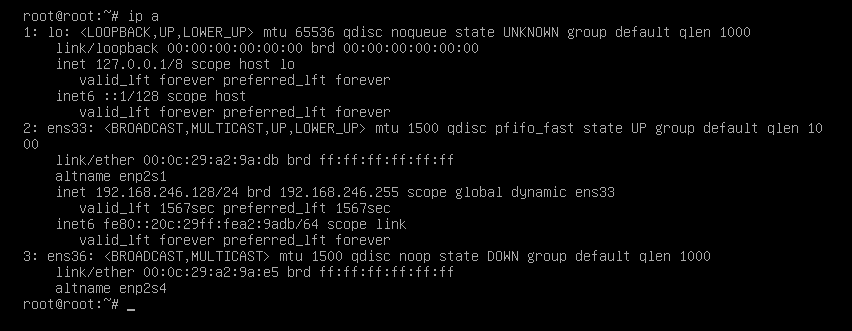 root@root:~# ip a
1: lo: <LOOPBACK,UP,LOWER_UP> mtu 65536 qdisc noqueue state UNKNOWN group default qlen 1000
    link/loopback 00:00:00:00:00:00 brd 00:00:00:00:00:00
    inet 127.0.0.1/8 scope host lo
       valid_lft forever preferred_lft forever
    inet6 ::1/128 scope host
       valid_lft forever preferred_lft forever
2: ens33: <BROADCAST,MULTICAST,UP,LOWER_UP> mtu 1500 qdisc pfifo_fast state UP group default qlen 10
00
    link/ether 00:0c:29:a2:9a:db brd ff:ff:ff:ff:ff:ff
    altname enp2s1
    inet 192.168.246.128/24 brd 192.168.246.255 scope global dynamic ens33
       valid_lft 1567sec preferred_lft 1567sec
    inet6 fe80::20c:29ff:fea2:9adb/64 scope link
       valid_lft forever preferred_lft forever
3: ens36: <BROADCAST,MULTICAST> mtu 1500 qdisc noop state DOWN group default qlen 1000
    link/ether 00:0c:29:a2:9a:e5 brd ff:ff:ff:ff:ff:ff
    altname enp2s4
root@root:~# _